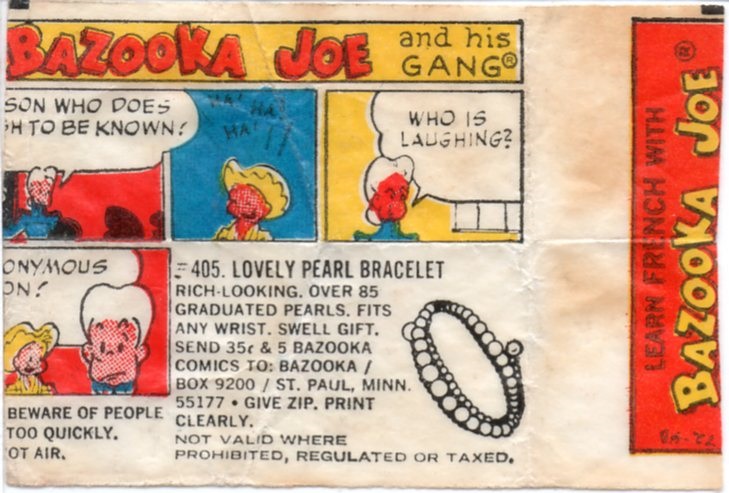 BAZOOKA JOE
and his
GANG®
SON WHO DOES
H TO BE KNOWN!
HA! HA!
HA!!!
WHO IS
LAUGHING?
ONYMOUS
ON!
405. LOVELY PEARL BRACELET
RICH-LOOKING. OVER 85
GRADUATED PEARLS. FITS
ANY WRIST. SWELL GIFT.
SEND 35¢ & 5 BAZOOKA
COMICS TO: BAZOOKA /
BOX 9200 / ST. PAUL, MINN.
55177 • GIVE ZIP. PRINT
CLEARLY.
NOT VALID WHERE
PROHIBITED, REGULATED OR TAXED.
BEWARE OF PEOPLE
TOO QUICKLY.
OT AIR.
LEARN FRENCH WITH
BAZOOKA JOE®